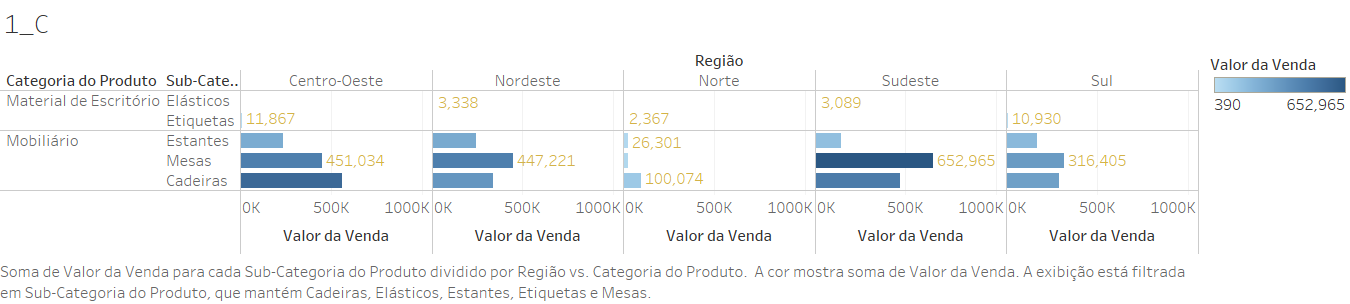 1_C
Região
Categoria do Produto Sub-Cate.. Centro-Oeste Nordeste Norte Sudeste Sul
Material de Escritório Elásticos 3,338 3,089
Etiquetas 11,867 2,367 10,930
Mobiliário Estantes 26,301
Mesas 451,034 447,221 652,965 316,405
Cadeiras 100,074
0K 500K 1000K 0K 500K 1000K 0K 500K 1000K 0K 500K 1000K 0K 500K 1000K
Valor da Venda Valor da Venda Valor da Venda Valor da Venda Valor da Venda
Valor da Venda
390 652,965
Soma de Valor da Venda para cada Sub-Categoria do Produto dividido por Região vs. Categoria do Produto. A cor mostra soma de Valor da Venda. A exibição está filtrada
em Sub-Categoria do Produto, que mantém Cadeiras, Elásticos, Estantes, Etiquetas e Mesas.